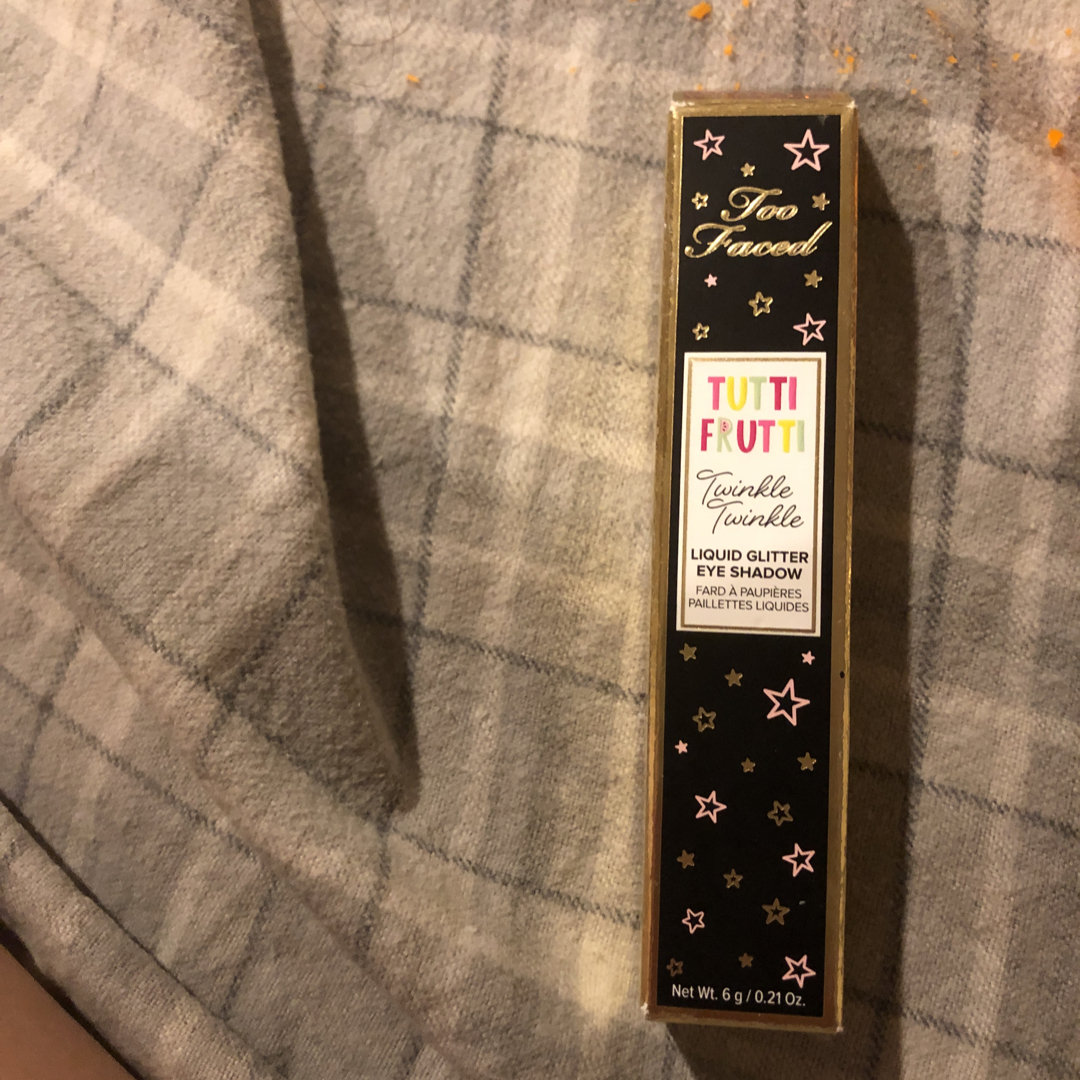 Too
Faced
TUTTI
FRUTTI
Twinkle
Twinkle
LIQUID GLITTER
EYE SHADOW
FARD À PAUPIÈRES
PAILLETTES LIQUIDES
Net Wt. 6 g / 0.21 Oz.